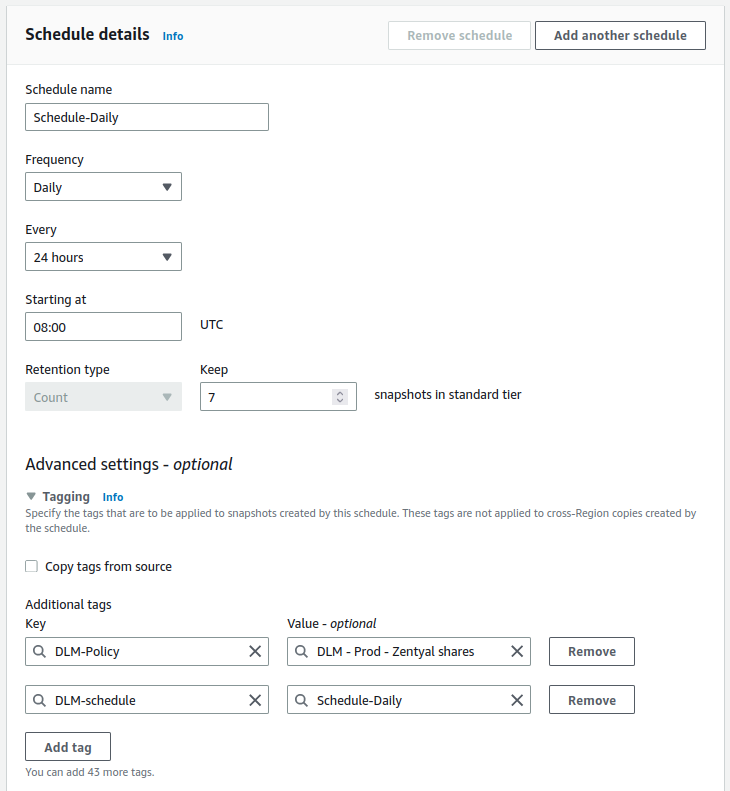 Schedule details Info Remove schedule Add another schedule
Schedule name
Schedule-Daily
Frequency
Daily
Every
24 hours
Starting at
08:00 UTC
Retention type Keep
Count 7 snapshots in standard tier
Advanced settings - optional
Tagging Info
Specify the tags that are to be applied to snapshots created by this schedule. These tags are not applied to cross-Region copies created by
the schedule.
Copy tags from source
Additional tags
Key Value - optional
DLM-Policy DLM - Prod - Zentyal shares Remove
DLM-schedule Schedule-Daily Remove
Add tag
You can add 43 more tags.